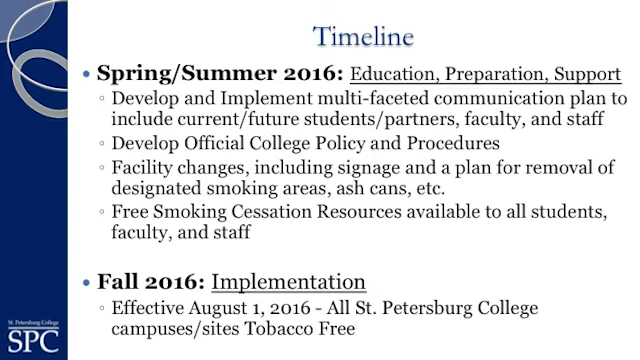 Timeline
• Spring/Summer 2016: Education, Preparation, Support
◦ Develop and Implement multi-faceted communication plan to
include current/future students/partners, faculty, and staff
◦ Develop Official College Policy and Procedures
◦ Facility changes, including signage and a plan for removal of
designated smoking areas, ash cans, etc.
◦ Free Smoking Cessation Resources available to all students,
faculty, and staff
• Fall 2016: Implementation
◦ Effective August 1, 2016 - All St. Petersburg College
campuses/sites Tobacco Free
St. Petersburg College
SPC